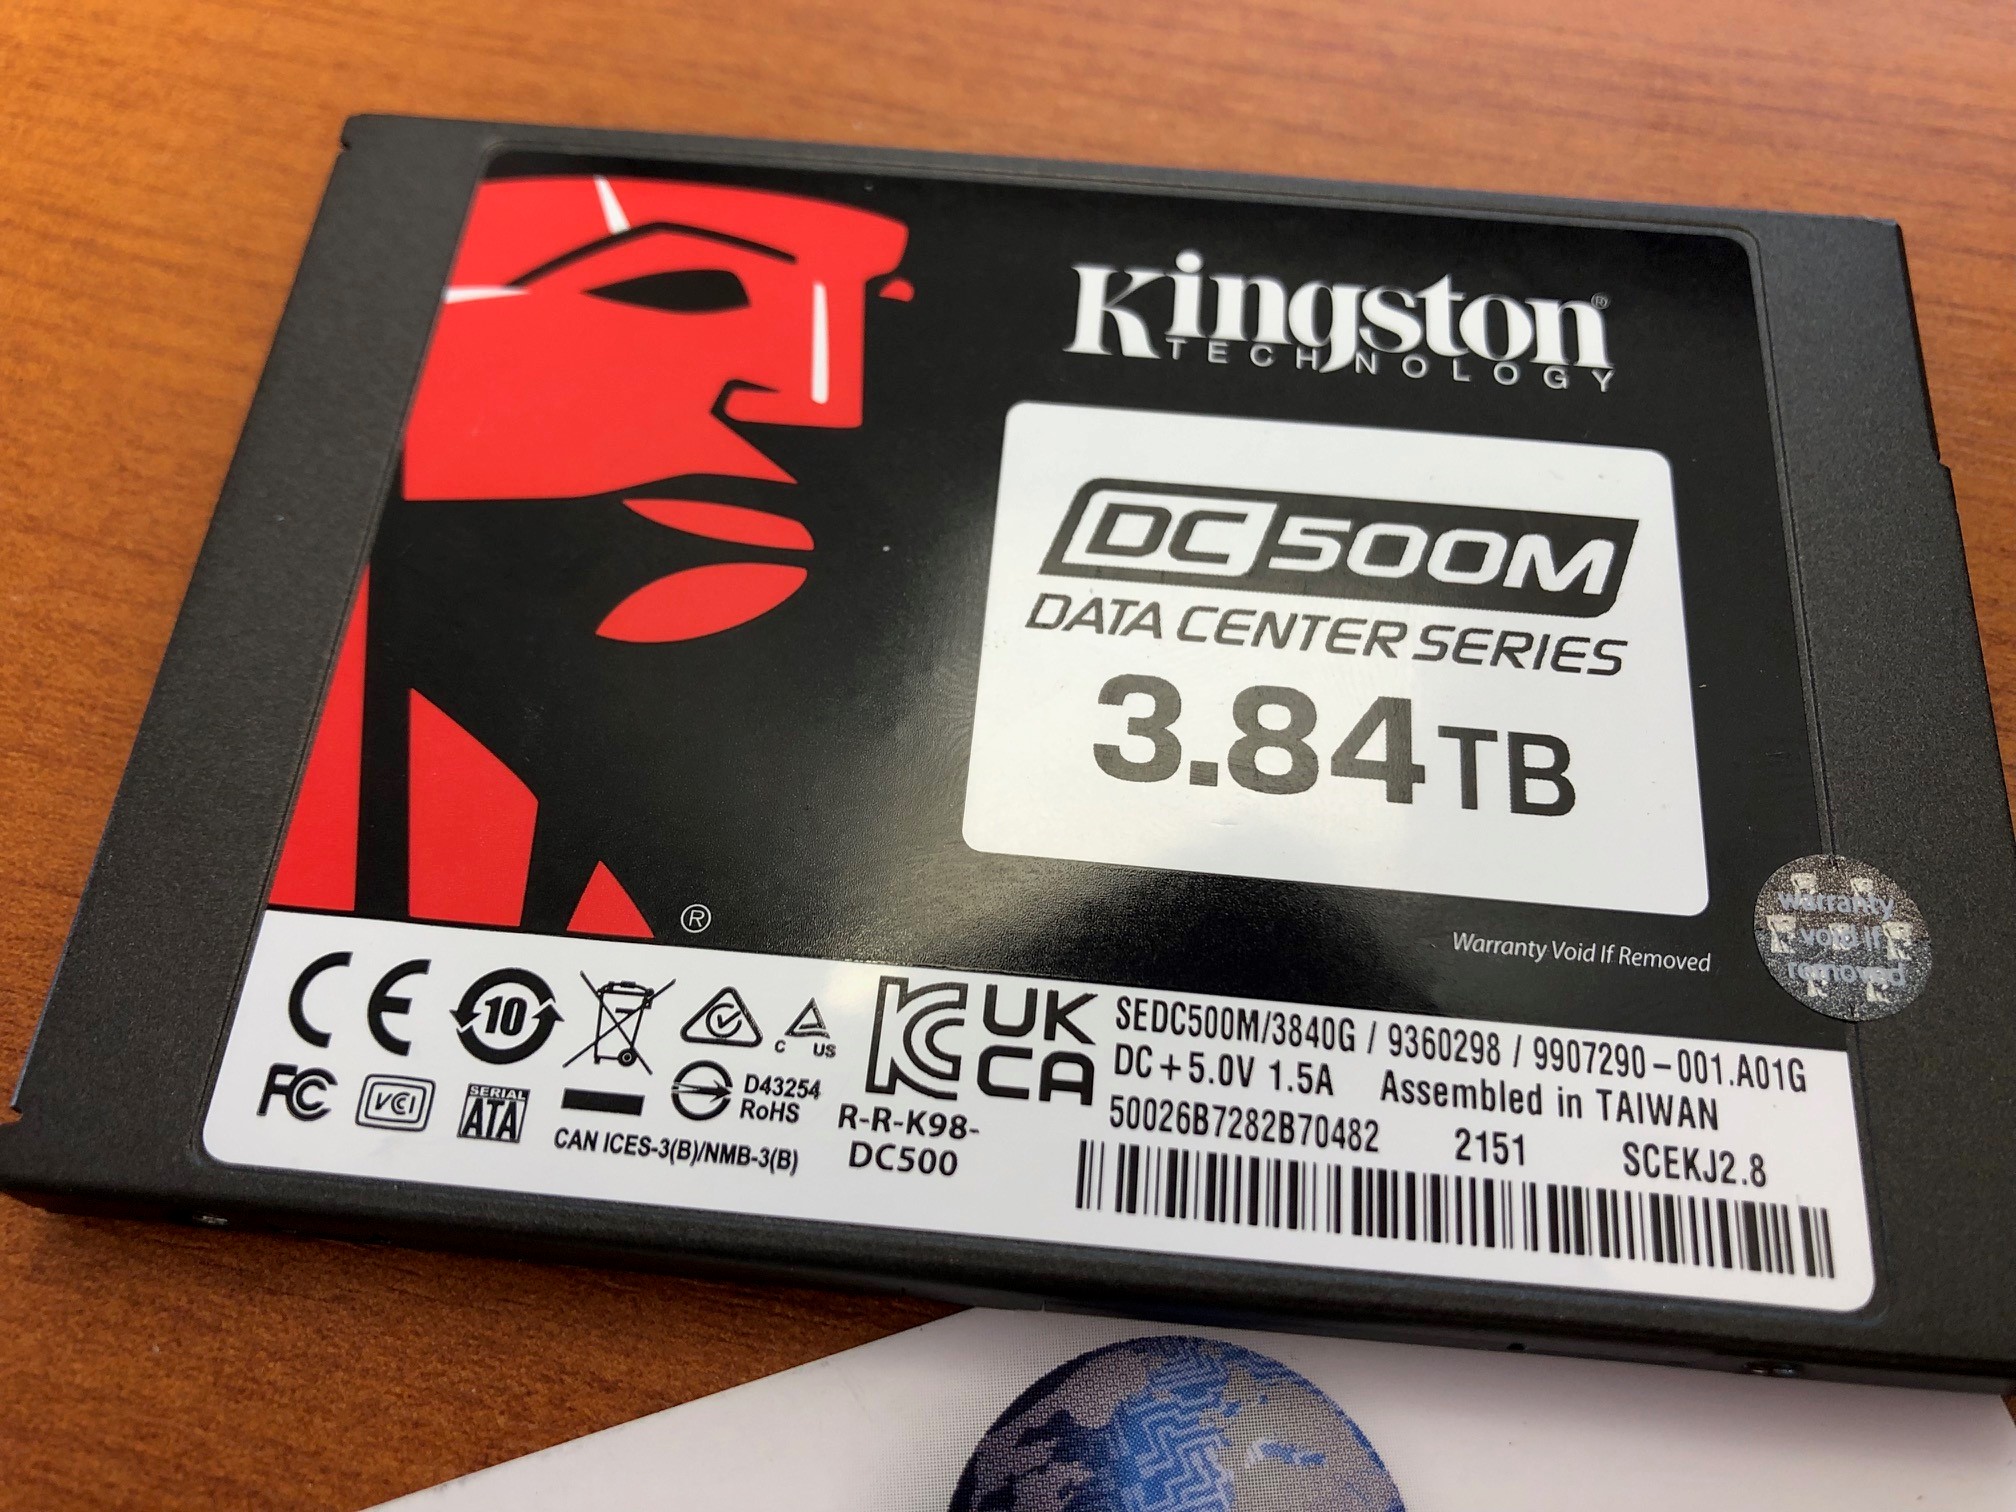 Kingston®
TECHNOLOGY
DC500M
DATA CENTER SERIES
3.84TB
®
Warranty Void If Removed
warranty
void if
removed
CE
10
C US
UK
CA
FC
VCI
SERIAL
ATA
CAN ICES-3(B)/NMB-3(B)
D43254
RoHS
R-R-K98-
DC500
SEDC500M/3840G / 9360298 / 9907290-001.A01G
DC +5.0V 1.5A Assembled in TAIWAN
50026B7282B70482 2151 SCEKJ2.8